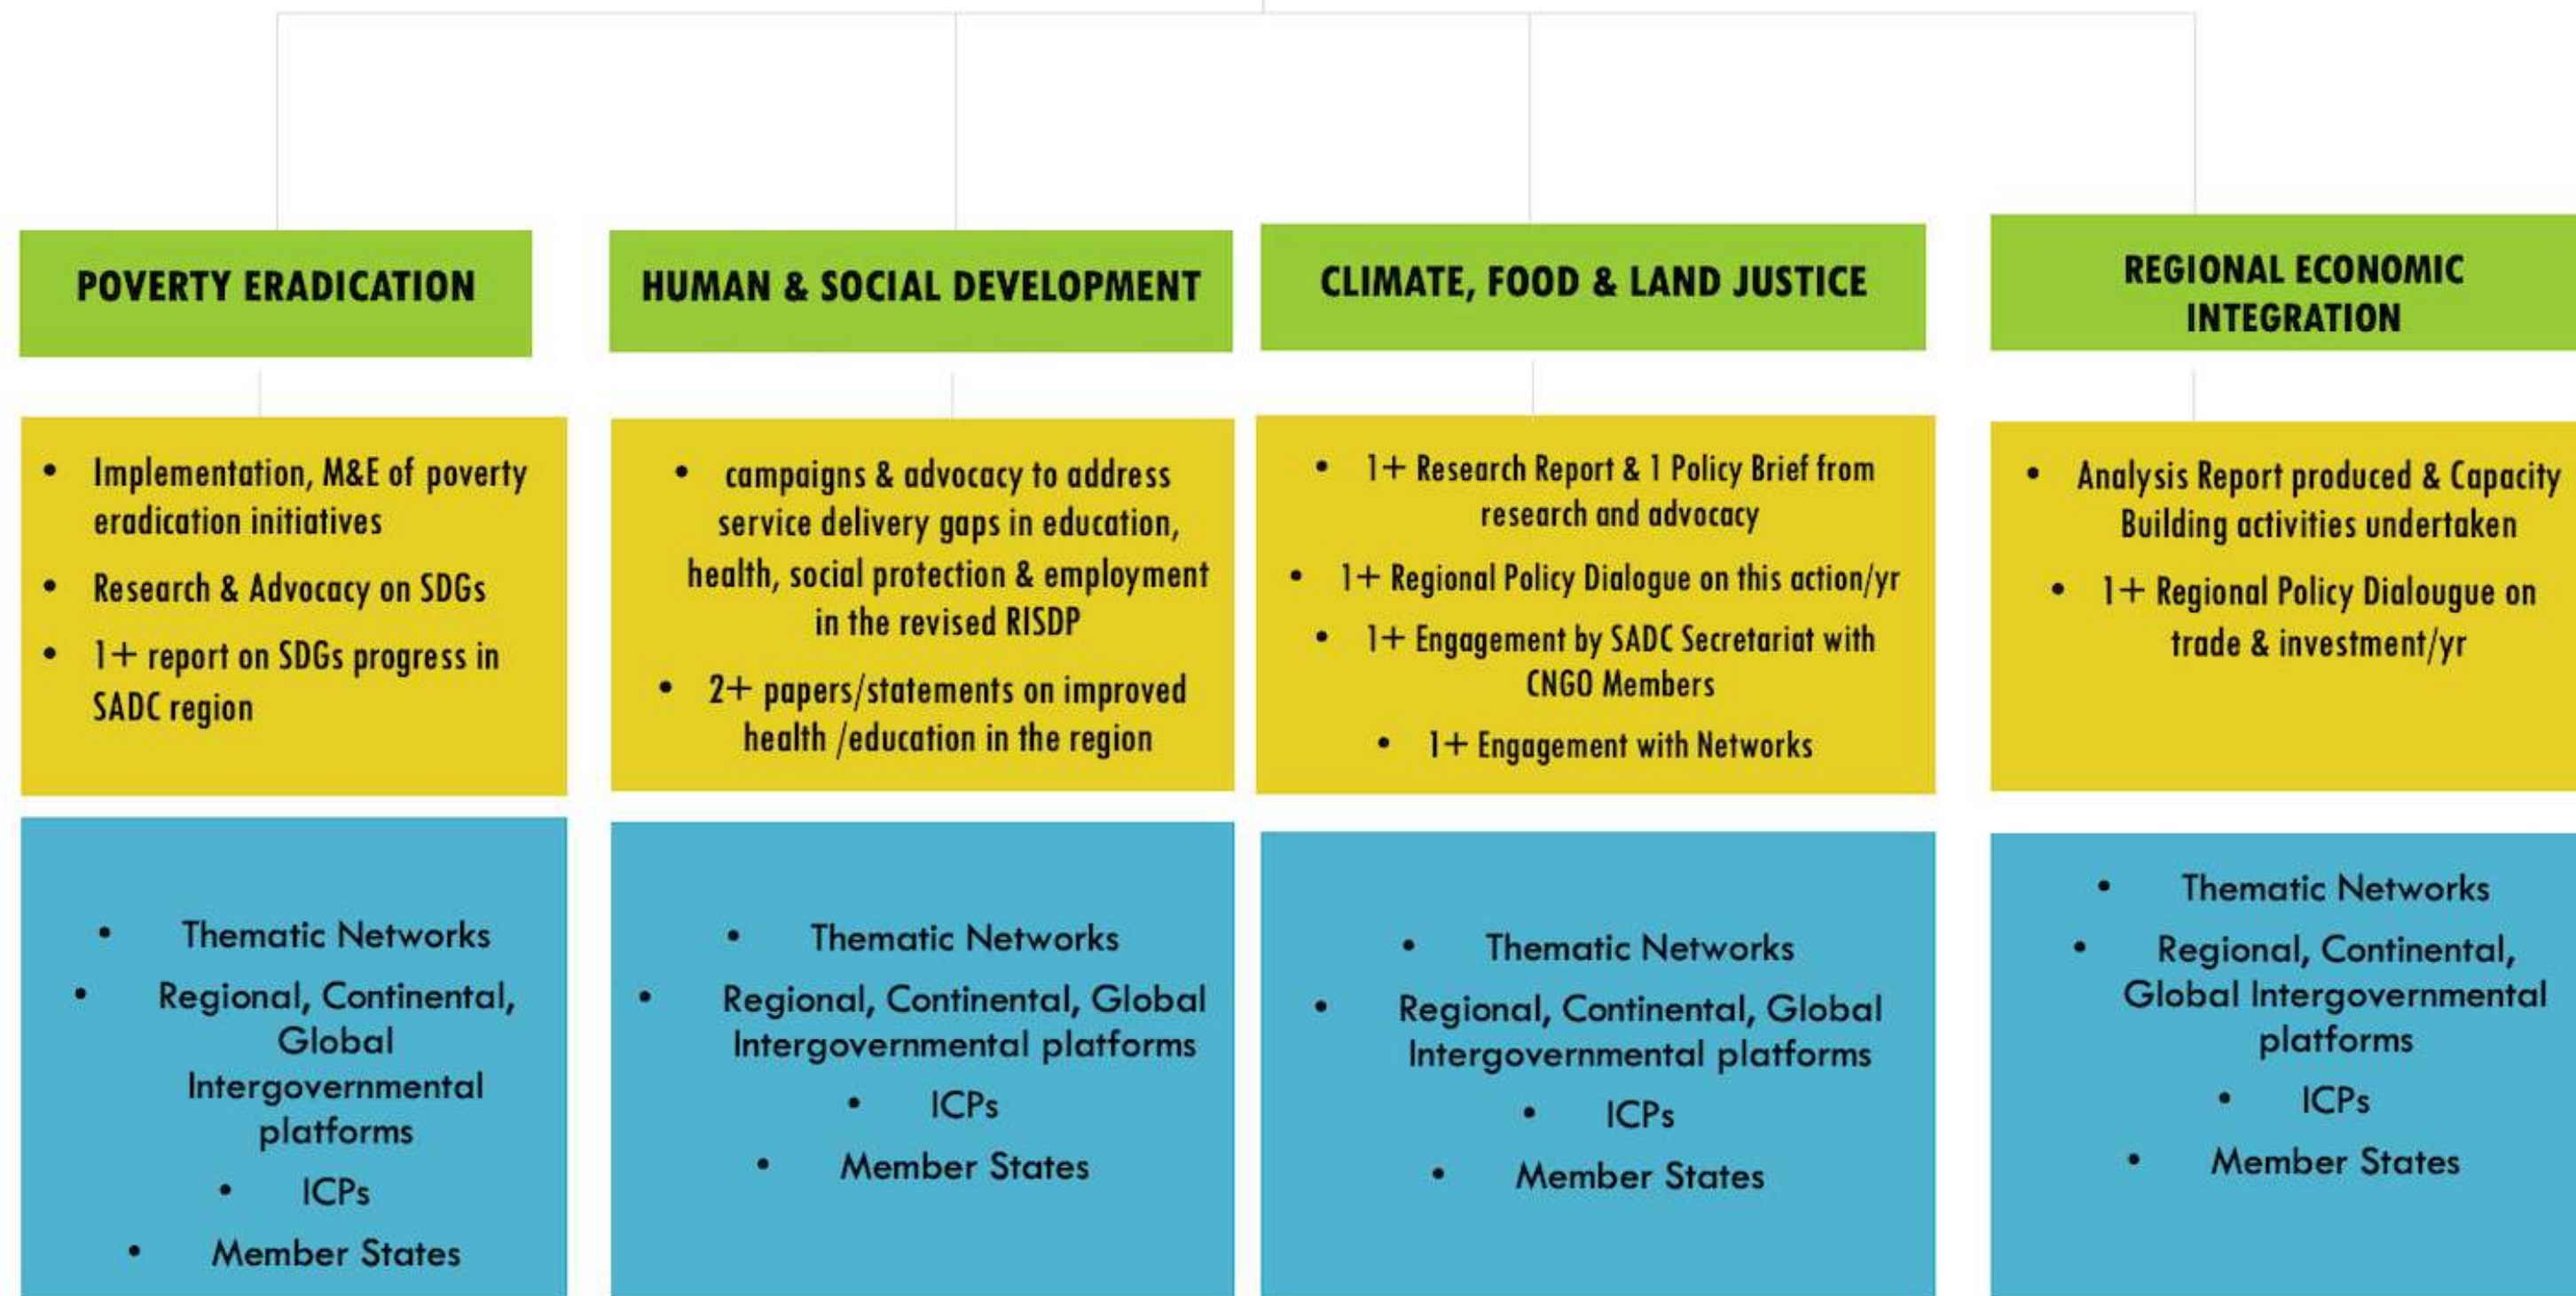 POVERTY ERADICATION
• Implementation, M&E of poverty
eradication initiatives
• Research & Advocacy on SDGs
• 1+ report on SDGs progress in
SADC region
• Thematic Networks
• Regional, Continental,
Global
Intergovernmental
platforms
• ICPs
• Member States
HUMAN & SOCIAL DEVELOPMENT
• campaigns & advocacy to address
service delivery gaps in education,
health, social protection & employment
in the revised RISDP
• 2+ papers/statements on improved
health /education in the region
• Thematic Networks
• Regional, Continental, Global
Intergovernmental platforms
• ICPs
• Member States
CLIMATE, FOOD & LAND JUSTICE
• 1+ Research Report & 1 Policy Brief from
research and advocacy
• 1+ Regional Policy Dialogue on this action/yr
• 1+ Engagement by SADC Secretariat with
CNGO Members
• 1+ Engagement with Networks
• Thematic Networks
• Regional, Continental, Global
Intergovernmental platforms
• ICPs
• Member States
REGIONAL ECONOMIC
INTEGRATION
• Analysis Report produced & Capacity
Building activities undertaken
• 1+ Regional Policy Dialougue on
trade & investment/yr
• Thematic Networks
• Regional, Continental,
Global Intergovernmental
platforms
• ICPs
• Member States